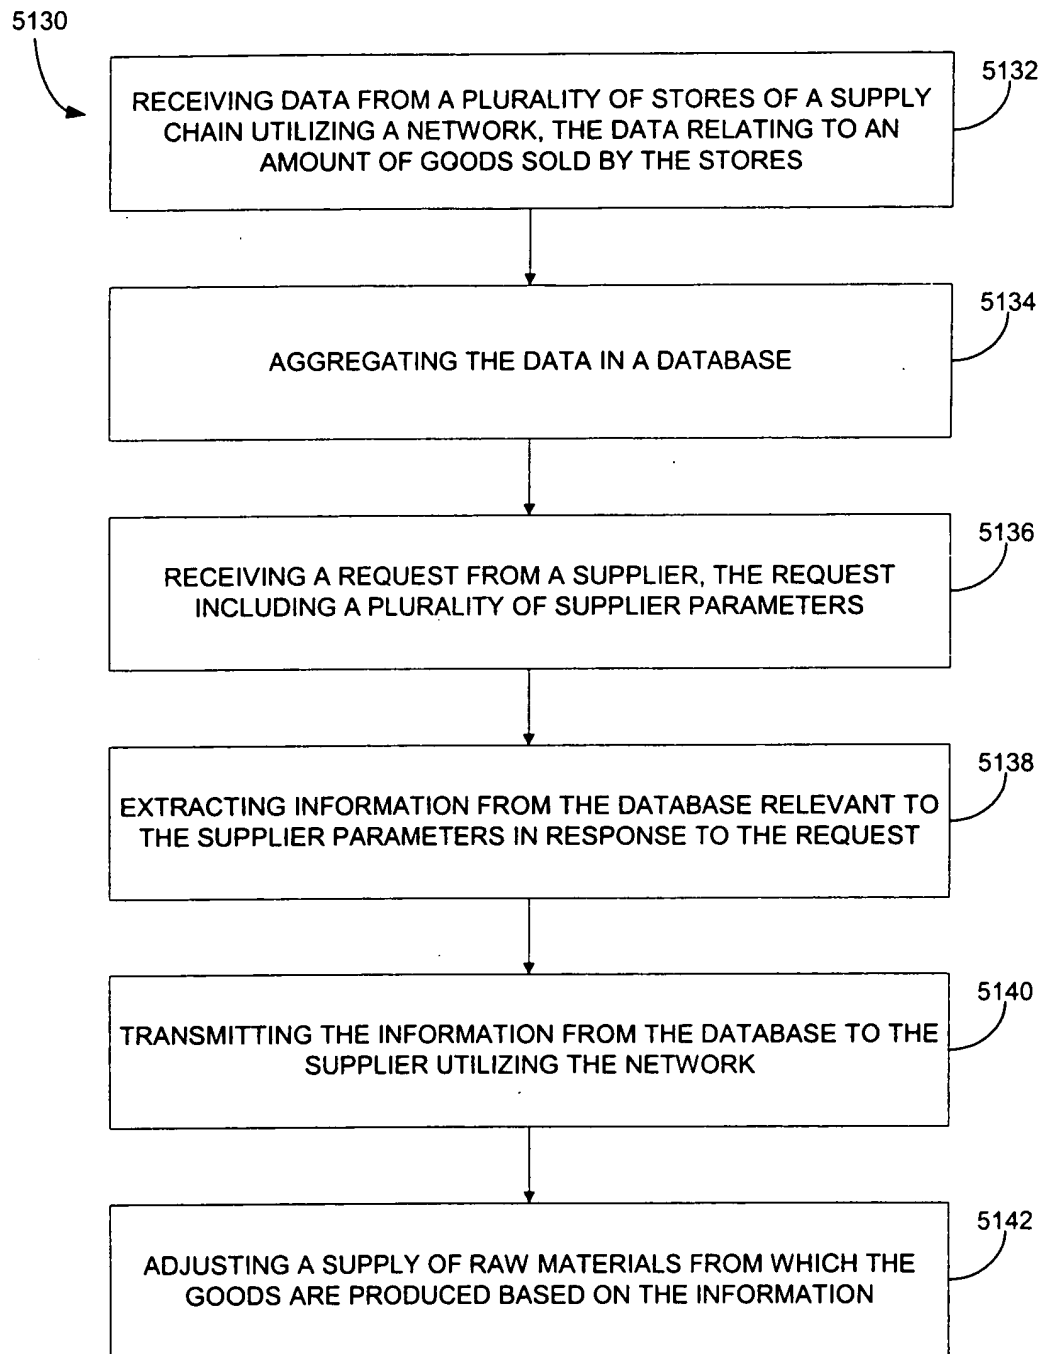 5130
5132
RECEIVING DATA FROM A PLURALITY OF STORES OF A SUPPLY
CHAIN UTILIZING A NETWORK, THE DATA RELATING TO AN
AMOUNT OF GOODS SOLD BY THE STORES
5134
AGGREGATING THE DATA IN A DATABASE
5136
RECEIVING A REQUEST FROM A SUPPLIER, THE REQUEST
INCLUDING A PLURALITY OF SUPPLIER PARAMETERS
5138
EXTRACTING INFORMATION FROM THE DATABASE RELEVANT TO
THE SUPPLIER PARAMETERS IN RESPONSE TO THE REQUEST
5140
TRANSMITTING THE INFORMATION FROM THE DATABASE TO THE
SUPPLIER UTILIZING THE NETWORK
5142
ADJUSTING A SUPPLY OF RAW MATERIALS FROM WHICH THE
GOODS ARE PRODUCED BASED ON THE INFORMATION